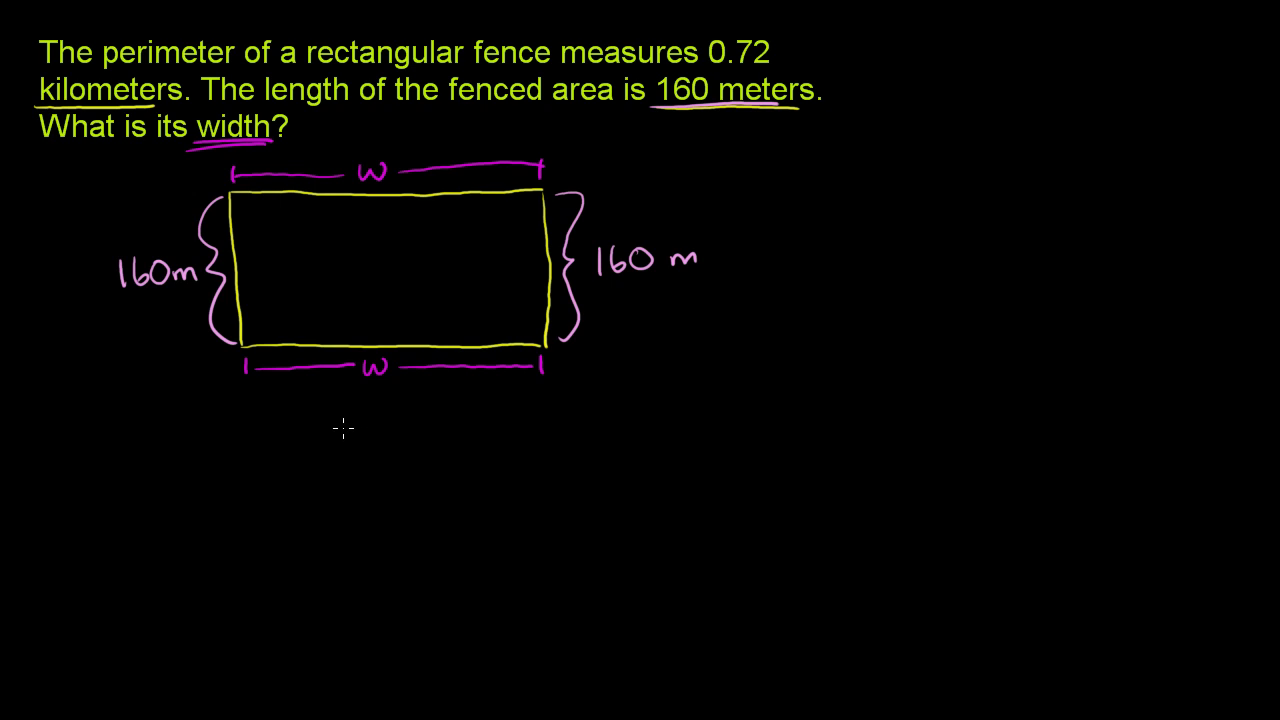 The perimeter of a rectangular fence measures 0.72
kilometers. The length of the fenced area is 160 meters.
What is its width?
w
160m
160 m
w